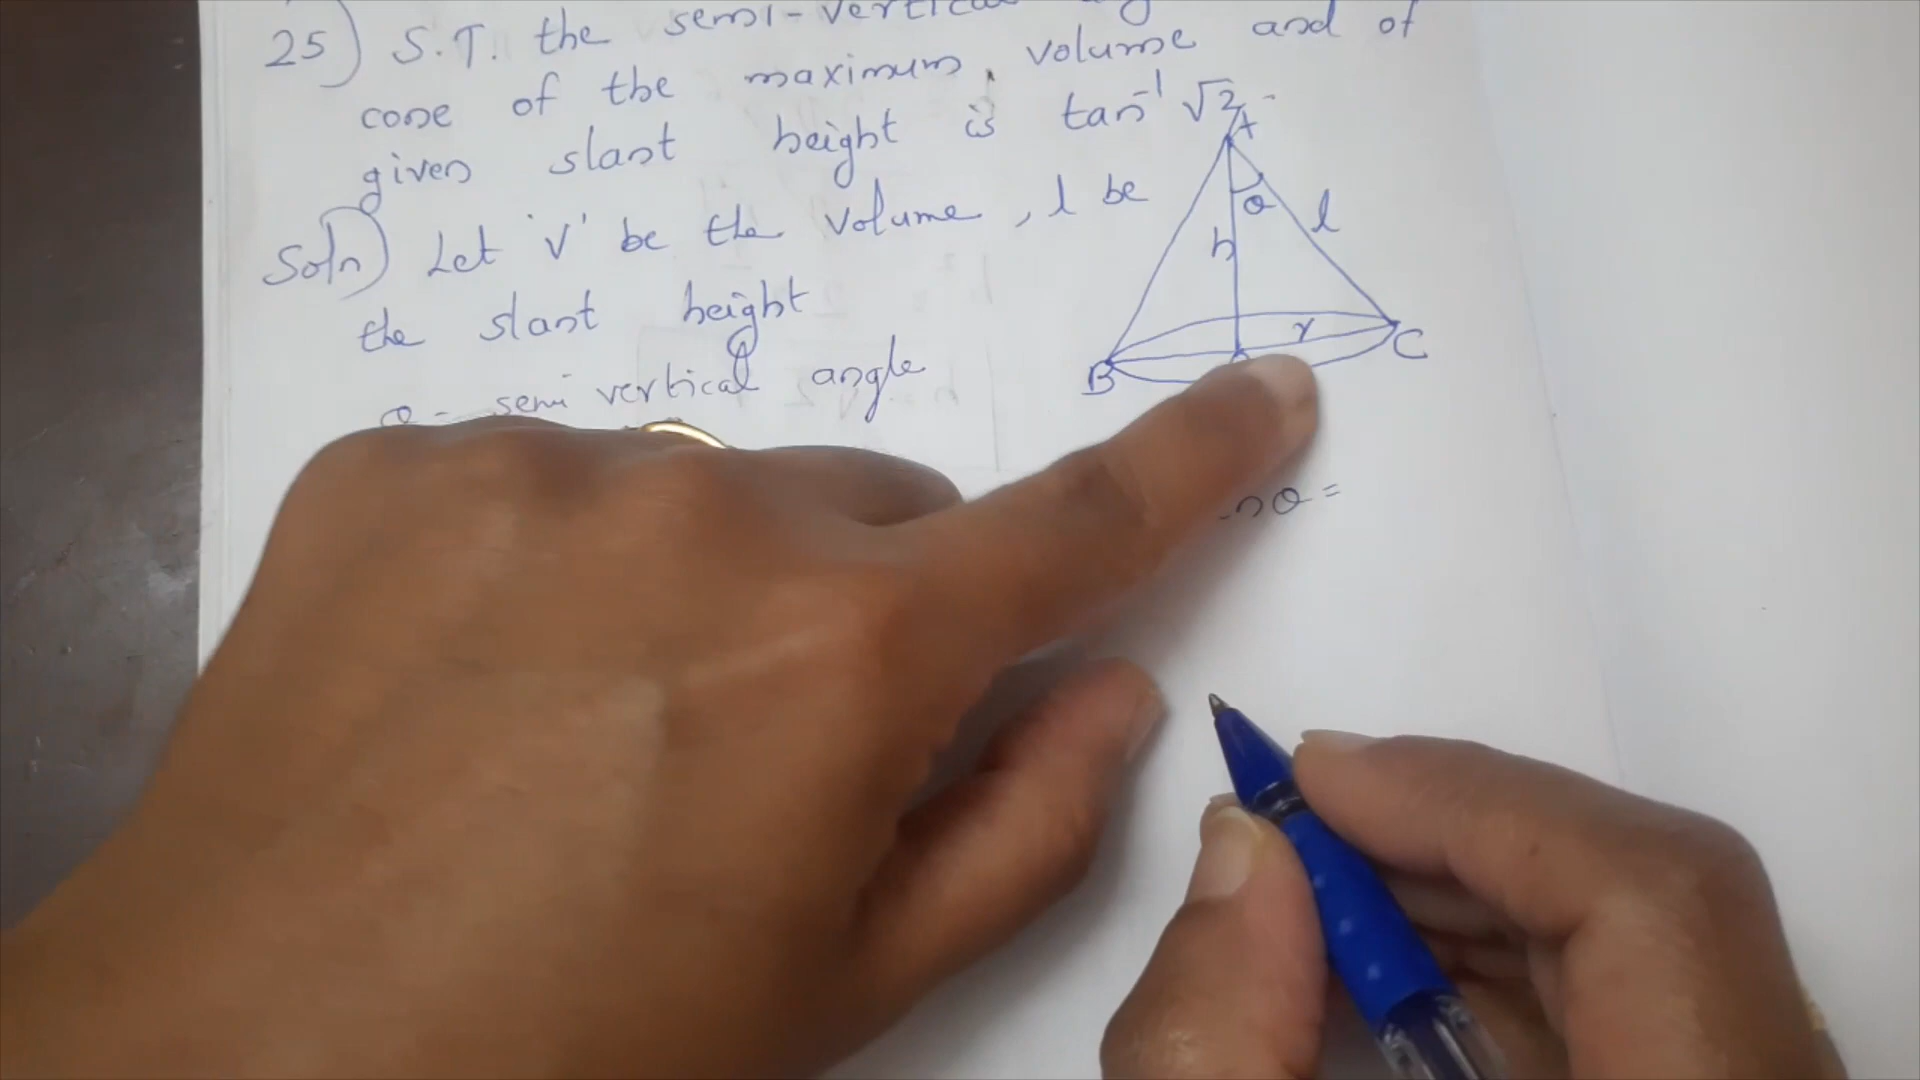 25) S.T. the semi-vertical
cone of the maximum volume and of
given slant height is tan⁻¹ √2.
Soln) Let 'V' be the volume, l be
the slant height
θ - semi vertical angle
A
θ
l
h
r
B
C
nθ =